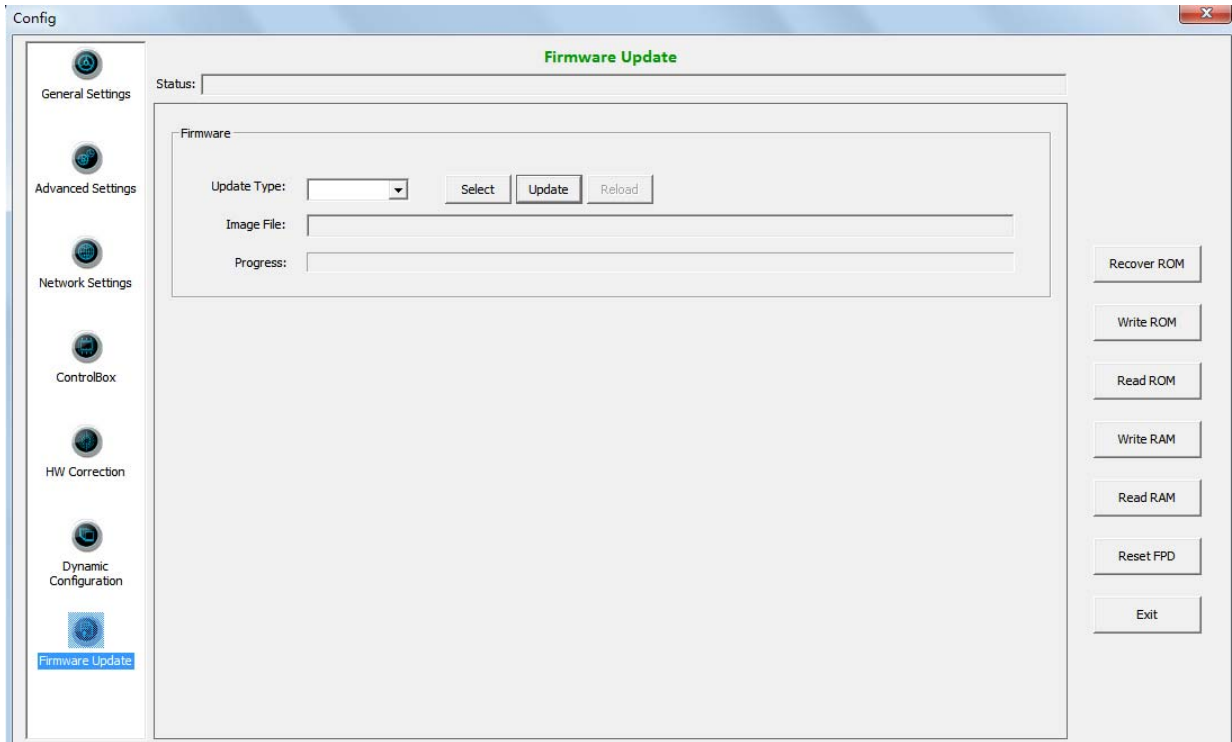 Config
General Settings
Advanced Settings
Network Settings
ControlBox
HW Correction
Dynamic
Configuration
Firmware Update
Firmware Update
Status:
Firmware
Update Type:
Select
Update
Reload
Image File:
Progress:
Recover ROM
Write ROM
Read ROM
Write RAM
Read RAM
Reset FPD
Exit